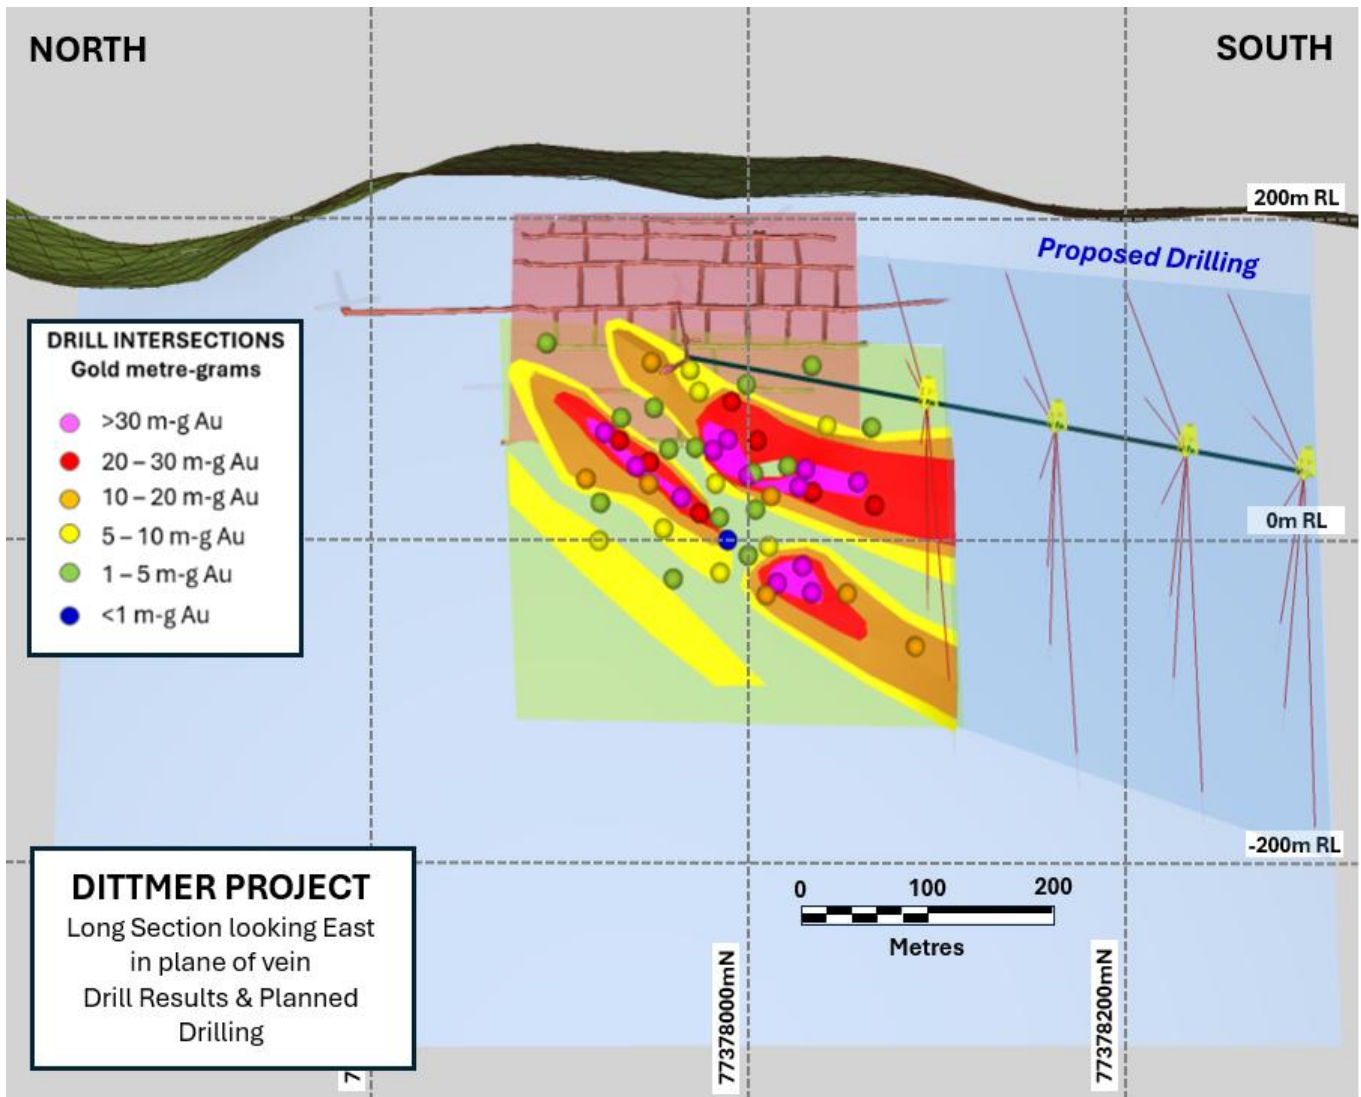 NORTH
SOUTH
200m RL
Proposed Drilling
DRILL INTERSECTIONS
Gold metre-grams
>30 m-g Au
20 – 30 m-g Au
10 – 20 m-g Au
5 – 10 m-g Au
1 – 5 m-g Au
<1 m-g Au
0m RL
-200m RL
DITTMER PROJECT
Long Section looking East
in plane of vein
Drill Results & Planned
Drilling
0 100 200
Metres
7
77378000mN
77378200mN